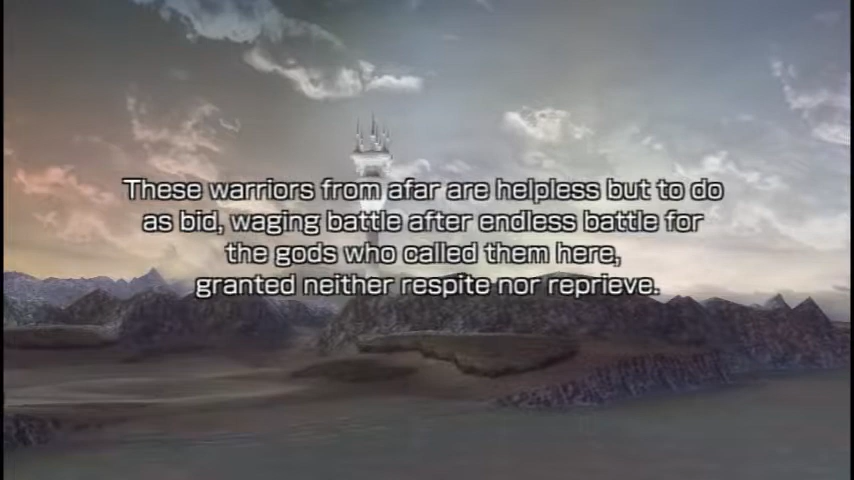 These warriors from afar are helpless but to do
as bid, waging battle after endless battle for
the gods who called them here,
granted neither respite nor reprieve.